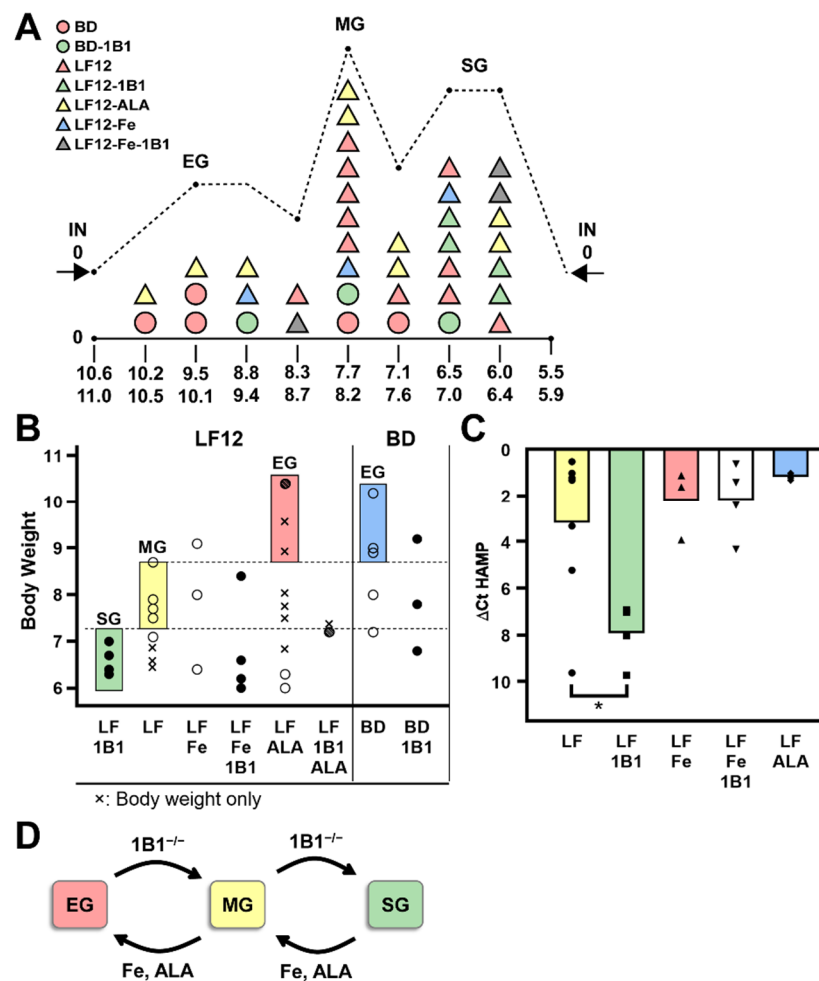 A
BD
BD-1B1
LF12
LF12-1B1
LF12-ALA
LF12-Fe
LF12-Fe-1B1
MG
SG
EG
IN
0
IN
0
0
10.6 10.2 9.5 8.8 8.3 7.7 7.1 6.5 6.0 5.5
11.0 10.5 10.1 9.4 8.7 8.2 7.6 7.0 6.4 5.9
B
LF12 BD
Body Weight
11
10
9
8
7
6
SG
MG
EG
EG
LF 1B1
LF
LF Fe
LF Fe 1B1
LF ALA
LF 1B1 ALA
BD
BD 1B1
×: Body weight only
C
ΔCt HAMP
0
2
4
6
8
10
*
LF
LF 1B1
LF Fe
LF Fe 1B1
LF ALA
D
1B1⁻/⁻ 1B1⁻/⁻
EG MG SG
Fe, ALA Fe, ALA